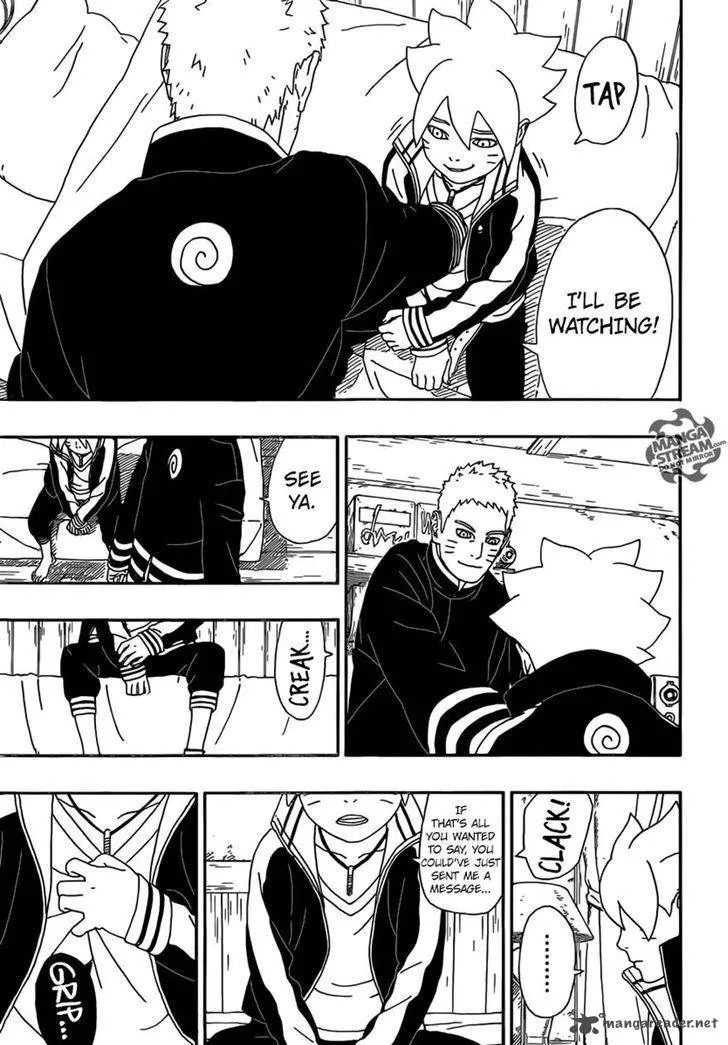 TAP
I'LL BE
WATCHING!
MANGA
STREAM.COM
DO NOT MIRROR
SEE
YA.
CREAK...
CLACK!
.........
IF
THAT'S ALL
YOU WANTED
TO SAY, YOU
COULD'VE JUST
SENT ME A
MESSAGE...
GRIP...
mangareader.net